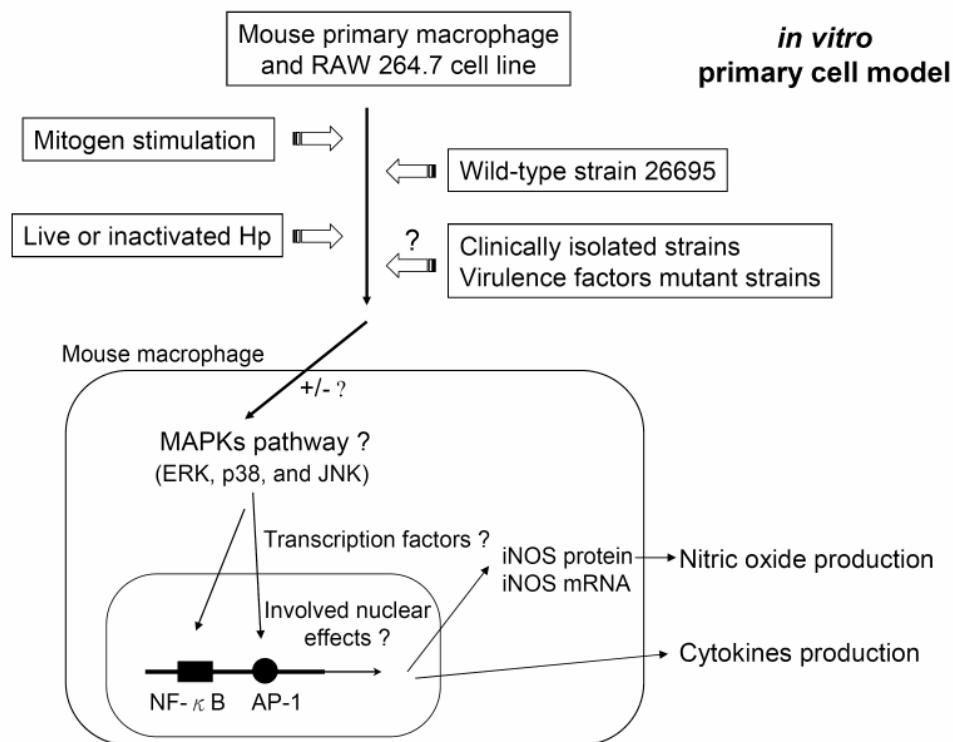 Mouse primary macrophage
and RAW 264.7 cell line
in vitro
primary cell model
Mitogen stimulation
Wild-type strain 26695
Live or inactivated Hp
?
Clinically isolated strains
Virulence factors mutant strains
Mouse macrophage
+/- ?
MAPKs pathway ?
(ERK, p38, and JNK)
Transcription factors ?
iNOS protein
iNOS mRNA
Nitric oxide production
Involved nuclear
effects ?
Cytokines production
NF-κB
AP-1